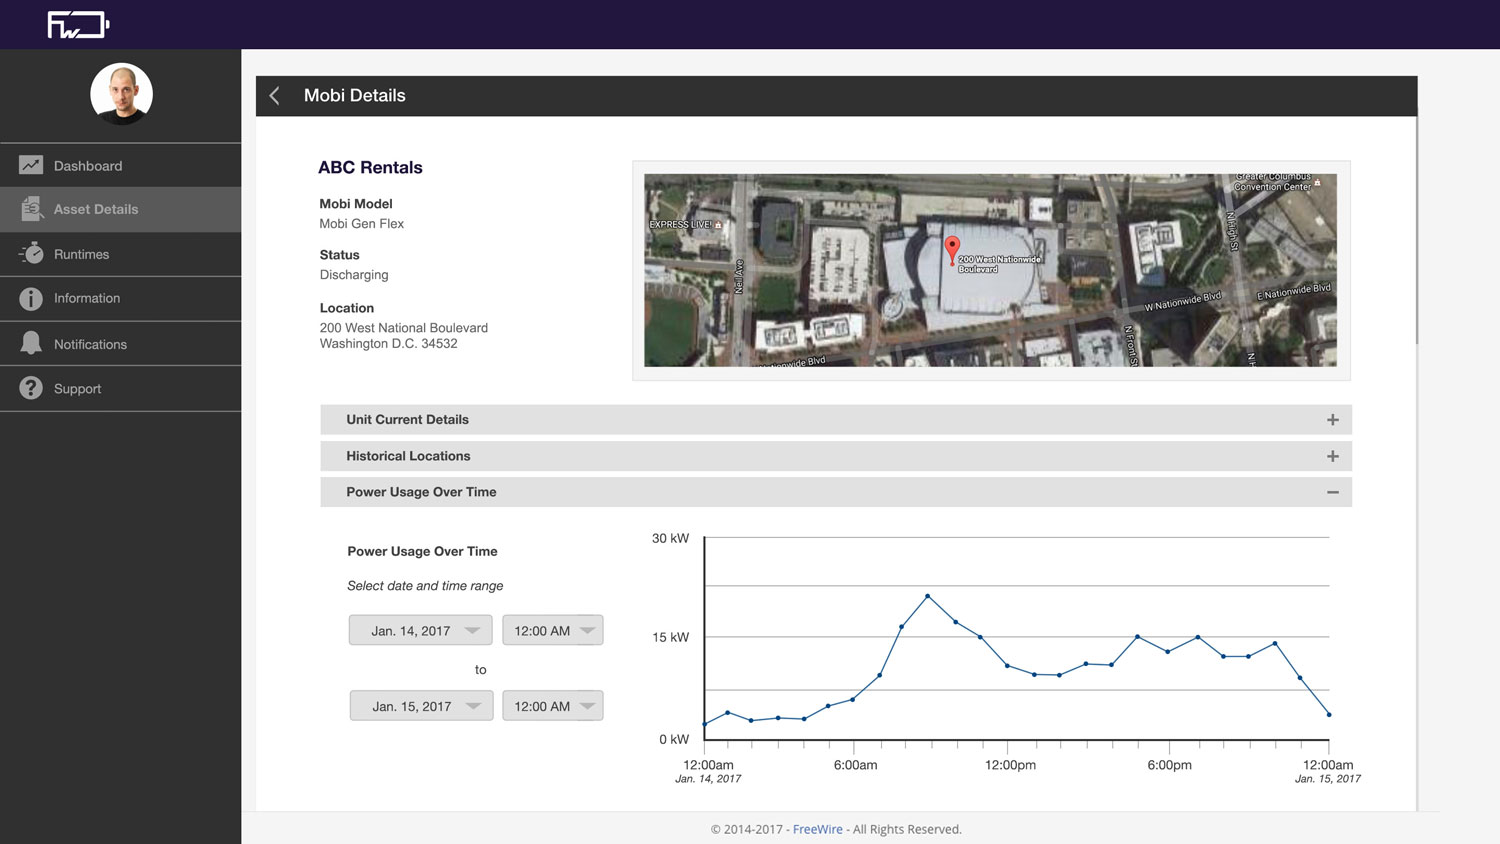 FW
Mobi Details
Dashboard
Asset Details
Runtimes
Information
Notifications
Support
ABC Rentals
Mobi Model
Mobi Gen Flex
Status
Discharging
Location
200 West National Boulevard
Washington D.C. 34532
Greater Columbus
Convention Center
EXPRESS LIVE!
N High St
Neil Ave
200 West Nationwide
Boulevard
W Nationwide Blvd
E Nationwide Blvd
N Front St
Nationwide Blvd
Unit Current Details
Historical Locations
Power Usage Over Time
Power Usage Over Time
Select date and time range
Jan. 14, 2017
12:00 AM
to
Jan. 15, 2017
12:00 AM
30 kW
15 kW
0 kW
12:00am
Jan. 14, 2017
6:00am
12:00pm
6:00pm
12:00am
Jan. 15, 2017
© 2014-2017 - FreeWire - All Rights Reserved.